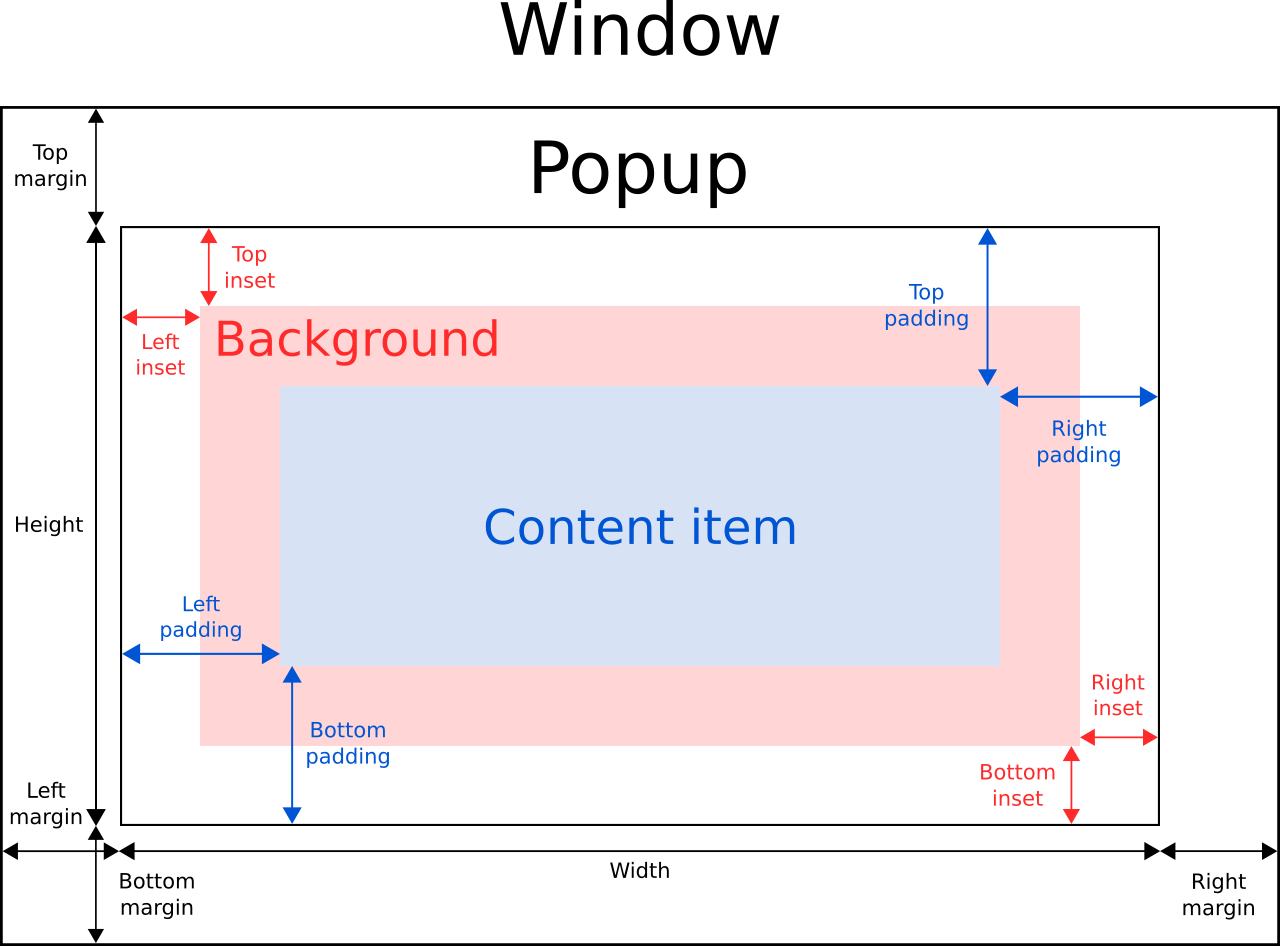 Window
Popup
Top
margin
Top
inset
Top
padding
Left
inset
Background
Right
padding
Height
Content item
Left
padding
Right
inset
Bottom
padding
Bottom
inset
Left
margin
Width
Bottom
margin
Right
margin